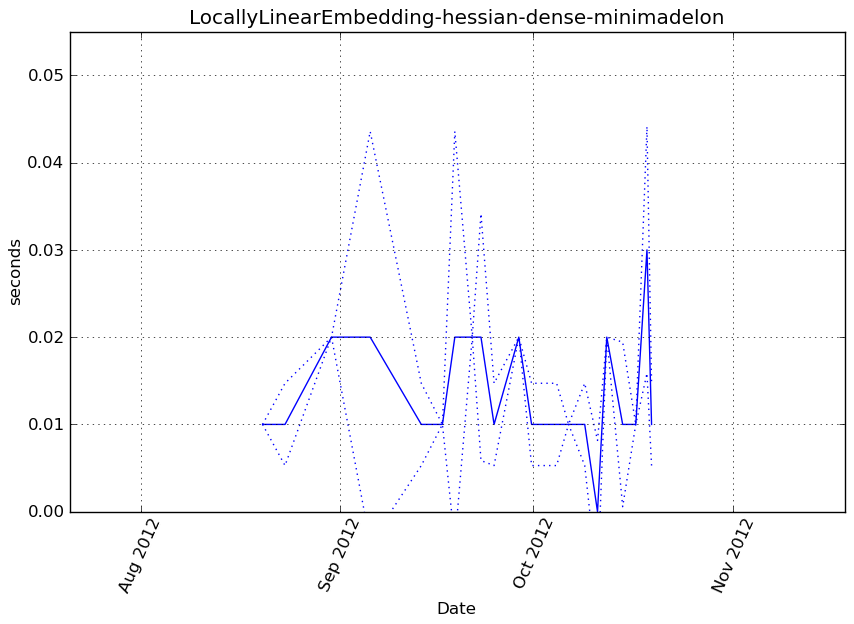 LocallyLinearEmbedding-hessian-dense-minimadelon
0.05
0.04
0.03
0.02
0.01
0.00
seconds
Aug 2012
Sep 2012
Oct 2012
Nov 2012
Date